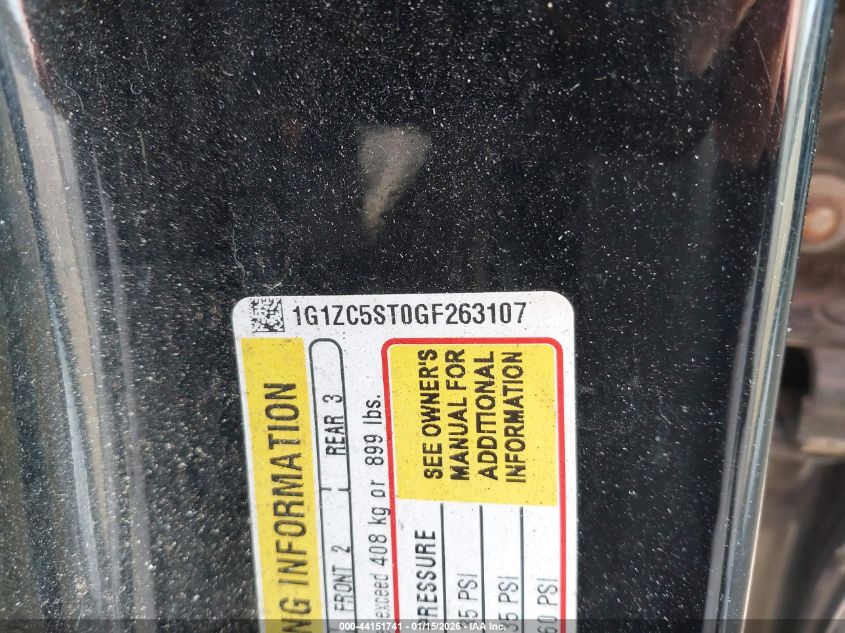 1G1ZC5ST0GF263107
NG INFORMATION
FRONT 2 REAR 3
exceed 408 kg or 899 lbs.
SEE OWNER'S
MANUAL FOR
ADDITIONAL
INFORMATION
RESSURE
5 PSI
35 PSI
60 PSI
000-44151741 - 01/15/2026 - IAA Inc.